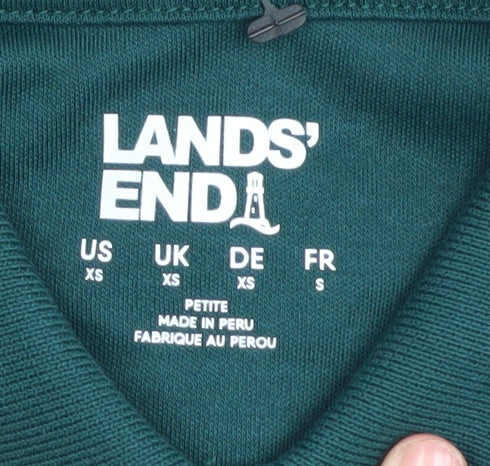 LANDS'
END
US UK DE FR
XS XS XS S
PETITE
MADE IN PERU
FABRIQUE AU PEROU